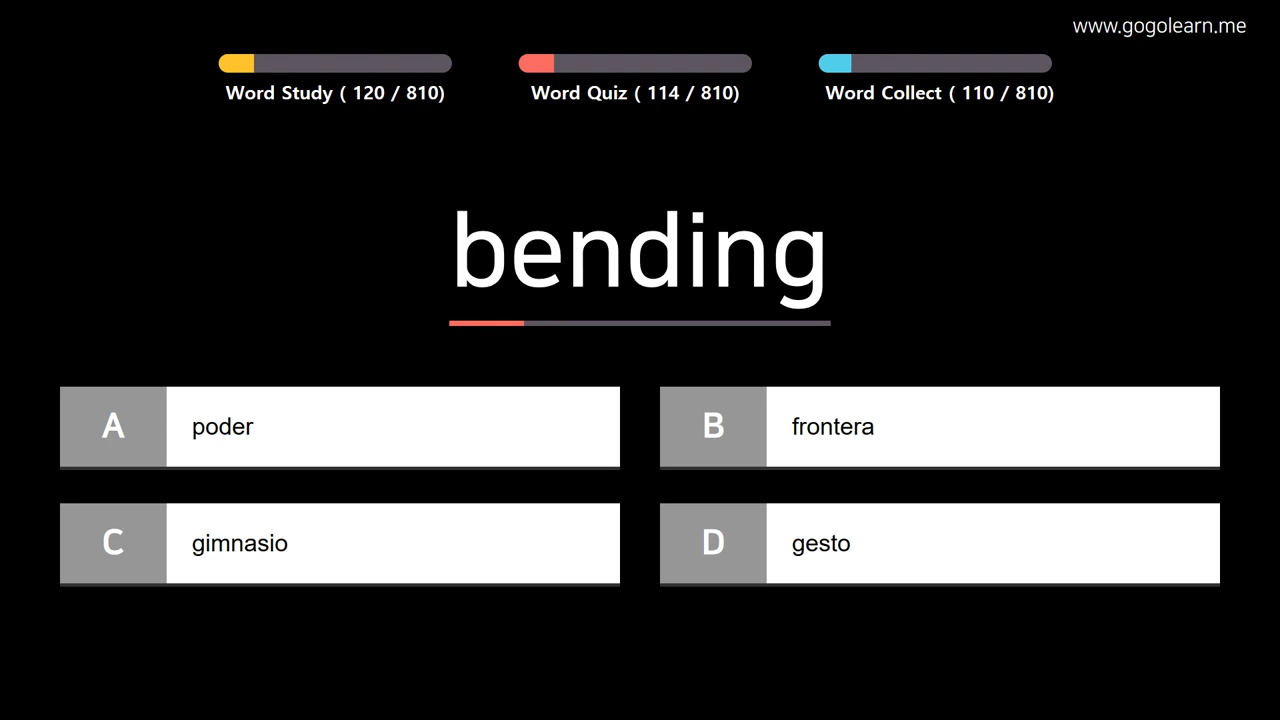 www.gogolearn.me
Word Study ( 120 / 810)
Word Quiz ( 114 / 810)
Word Collect ( 110 / 810)
bending
A
poder
B
frontera
C
gimnasio
D
gesto